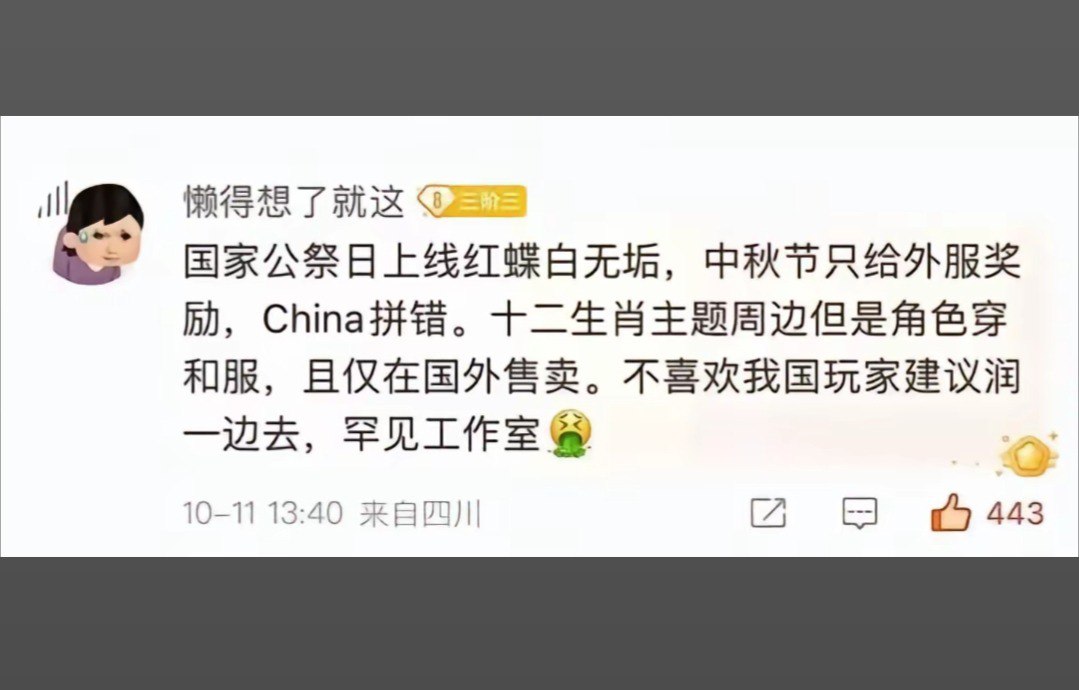 懒得想了就这 8 三阶三
国家公祭日上线红蝶白无垢，中秋节只给外服奖
励，China拼错。十二生肖主题周边但是角色穿
和服，且仅在国外售卖。不喜欢我国玩家建议润
一边去，罕见工作室🤮
10-11 13:40 来自四川 443